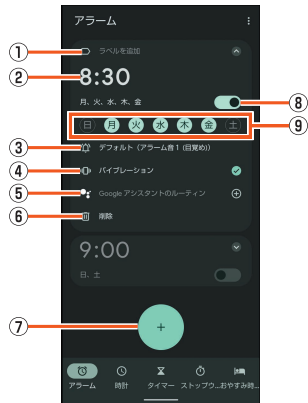 アラーム
① ラベルを追加
② 8:30
月、火、水、木、金 ⑧
日 月 火 水 木 金 土 ⑨
③ デフォルト（アラーム音1（目覚め））
④ バイブレーション
⑤ Google アシスタントのルーティン
⑥ 削除
9:00
日、土
⑦ +
アラーム 時計 タイマー ストップウ... おやすみ時...